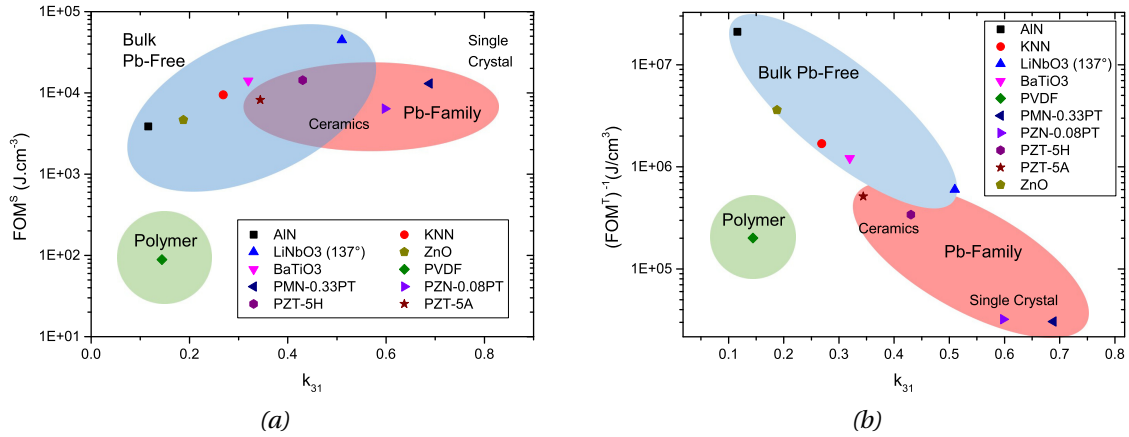 1E+05
1E+04
1E+03
1E+02
1E+01
FOM^S (J.cm⁻³)
Bulk
Pb-Free
Single
Crystal
Pb-Family
Ceramics
Polymer
AlN
LiNbO3 (137°)
BaTiO3
PMN-0.33PT
PZT-5H
KNN
ZnO
PVDF
PZN-0.08PT
PZT-5A
0.0 0.2 0.4 0.6 0.8
k₃₁
(a)
1E+07
1E+06
1E+05
(FOM^T)⁻¹(J/cm³)
Bulk Pb-Free
Polymer
Ceramics
Pb-Family
Single Crystal
AlN
KNN
LiNbO3 (137°)
BaTiO3
PVDF
PMN-0.33PT
PZN-0.08PT
PZT-5H
PZT-5A
ZnO
0.1 0.2 0.3 0.4 0.5 0.6 0.7 0.8
k₃₁
(b)